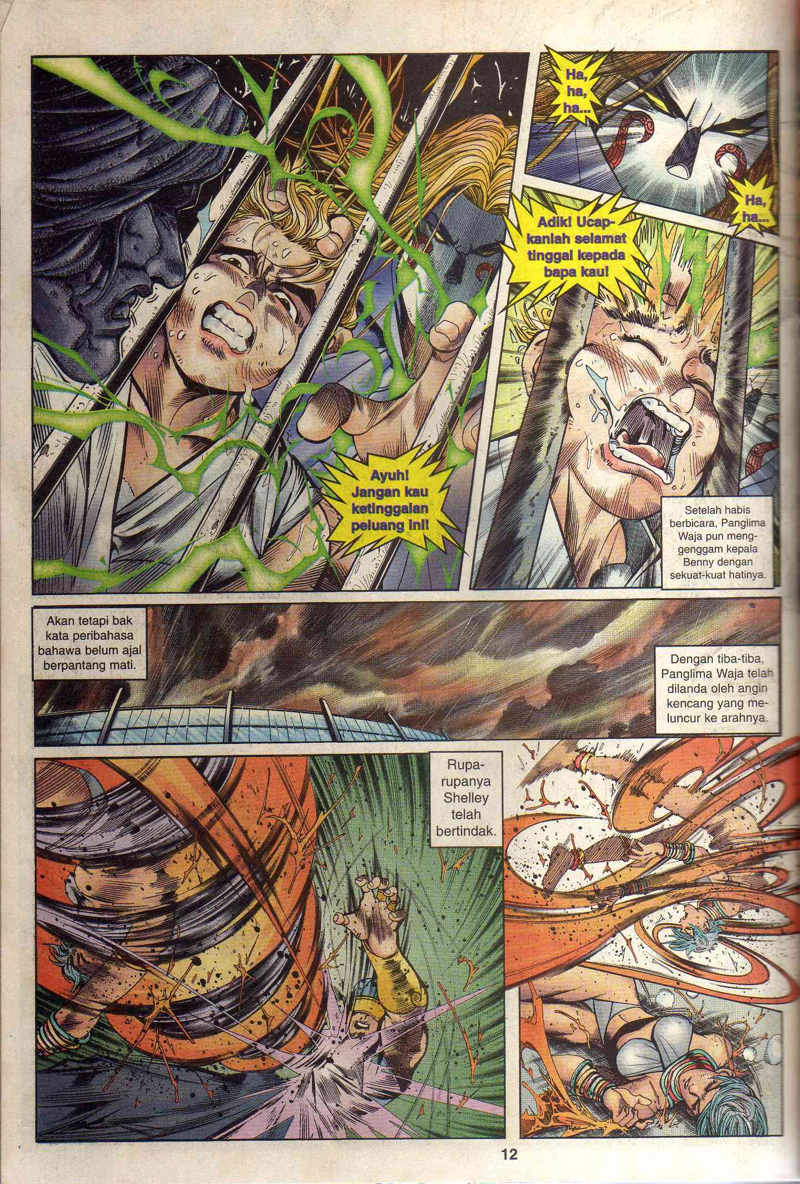 Ayuh!
Jangan kau
ketinggalan
peluang ini!
Ha,
ha,
ha...
Ha,
ha...
Adik! Ucap-
kanlah selamat
tinggal kepada
bapa kau!
Setelah habis
berbicara, Panglima
Waja pun meng-
genggam kepala
Benny dengan
sekuat-kuat hatinya.
Akan tetapi bak
kata peribahasa
bahawa belum ajal
berpantang mati.
Dengan tiba-tiba,
Panglima Waja telah
dilanda oleh angin
kencang yang me-
luncur ke arahnya.
Rupa-
rupanya
Shelley
telah
bertindak.
12